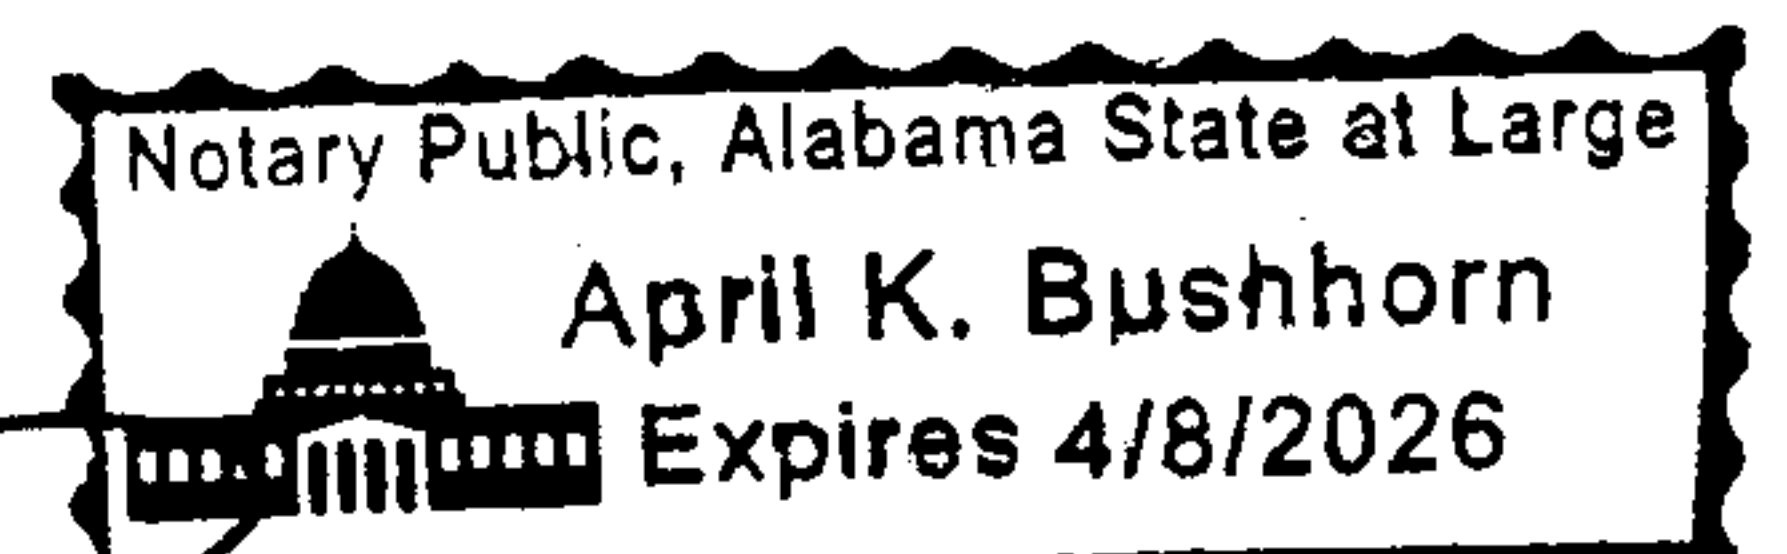 Notary Public, Alabama State at Large
April K. Bushhorn
Expires 4/8/2026